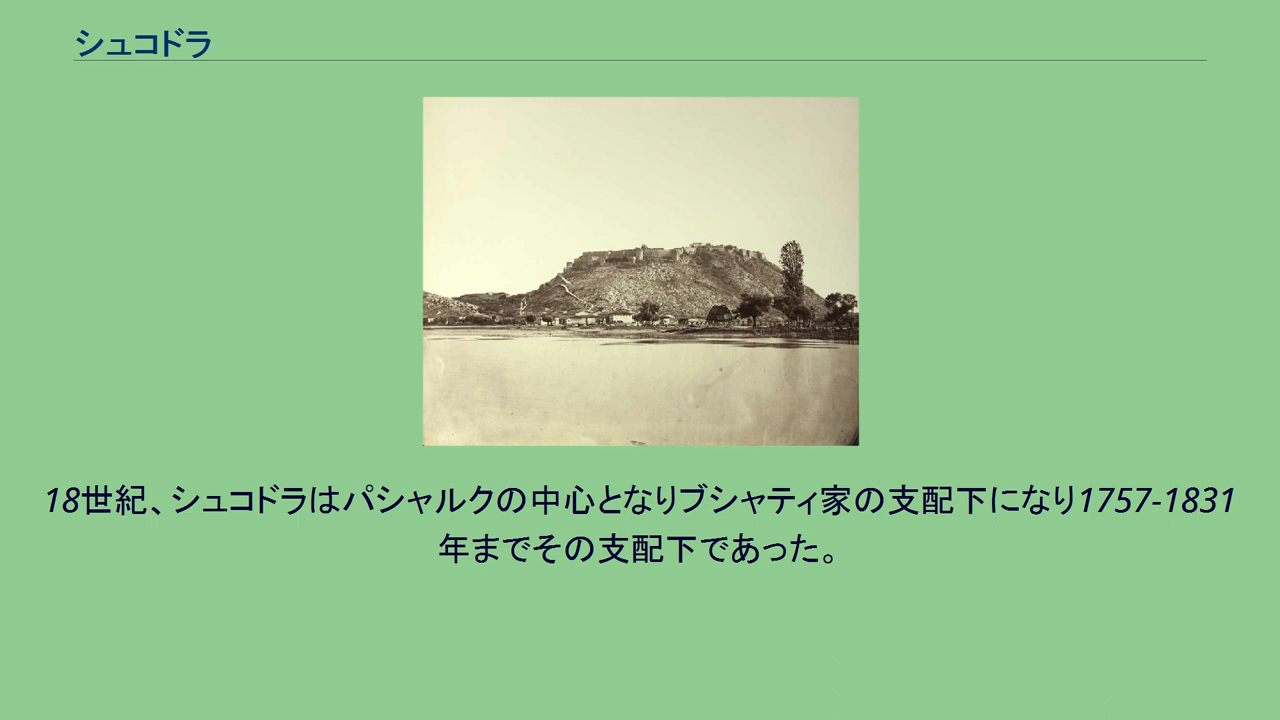 シュコドラ
18世紀、シュコドラはパシャルクの中心となりブシャティ家の支配下になり1757-1831
年までその支配下であった。